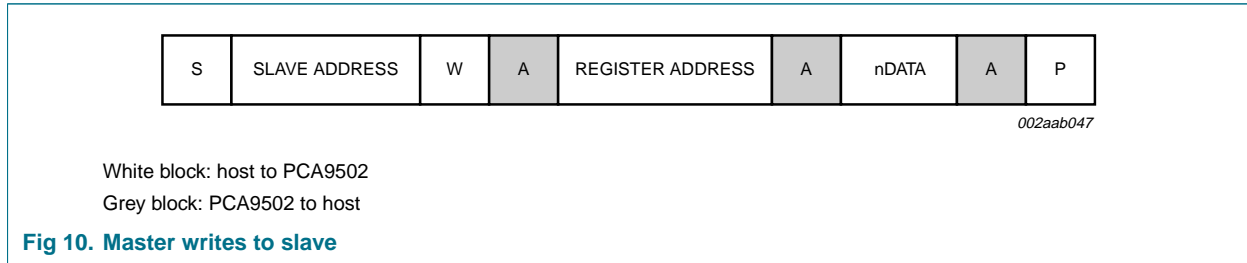 S SLAVE ADDRESS W A REGISTER ADDRESS A nDATA A P
002aab047
White block: host to PCA9502
Grey block: PCA9502 to host
Fig 10. Master writes to slave